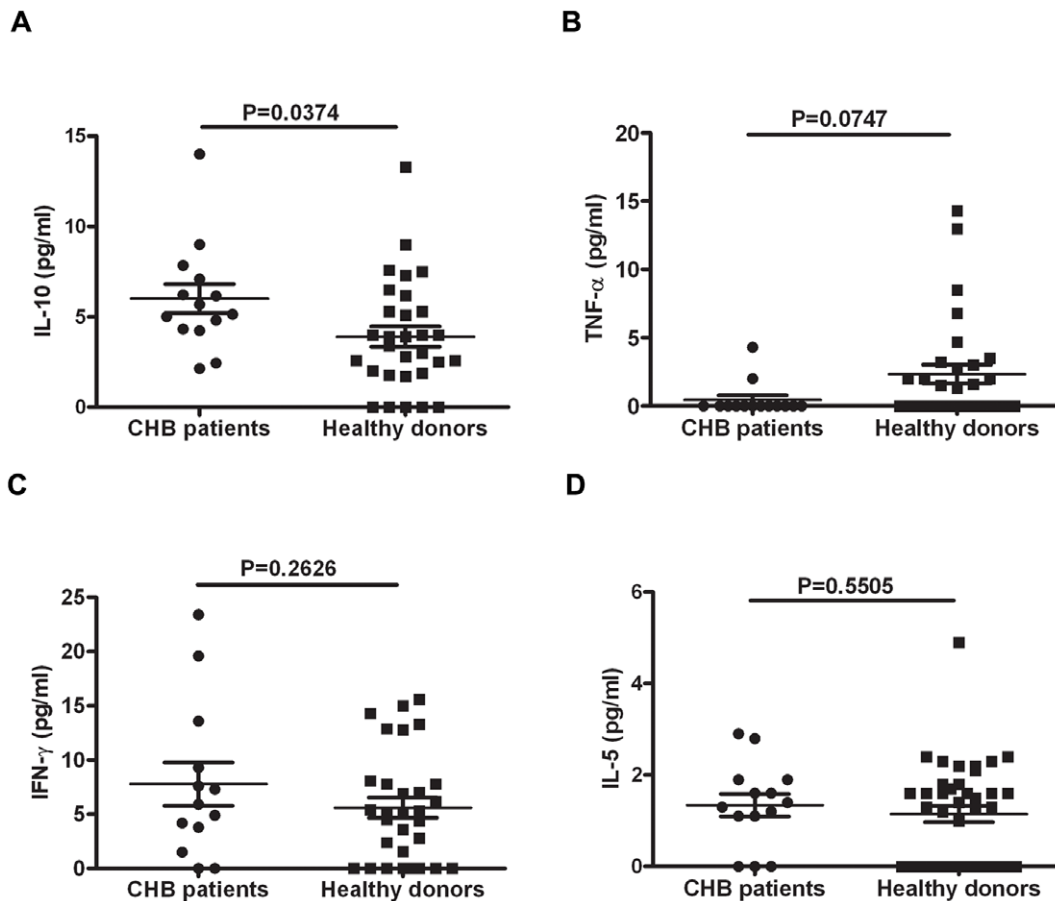 A
P=0.0374
15
10
5
0
IL-10 (pg/ml)
CHB patients Healthy donors
B
P=0.0747
20
15
10
5
0
TNF-α (pg/ml)
CHB patients Healthy donors
C
P=0.2626
25
20
15
10
5
0
IFN-γ (pg/ml)
CHB patients Healthy donors
D
P=0.5505
6
4
2
0
IL-5 (pg/ml)
CHB patients Healthy donors